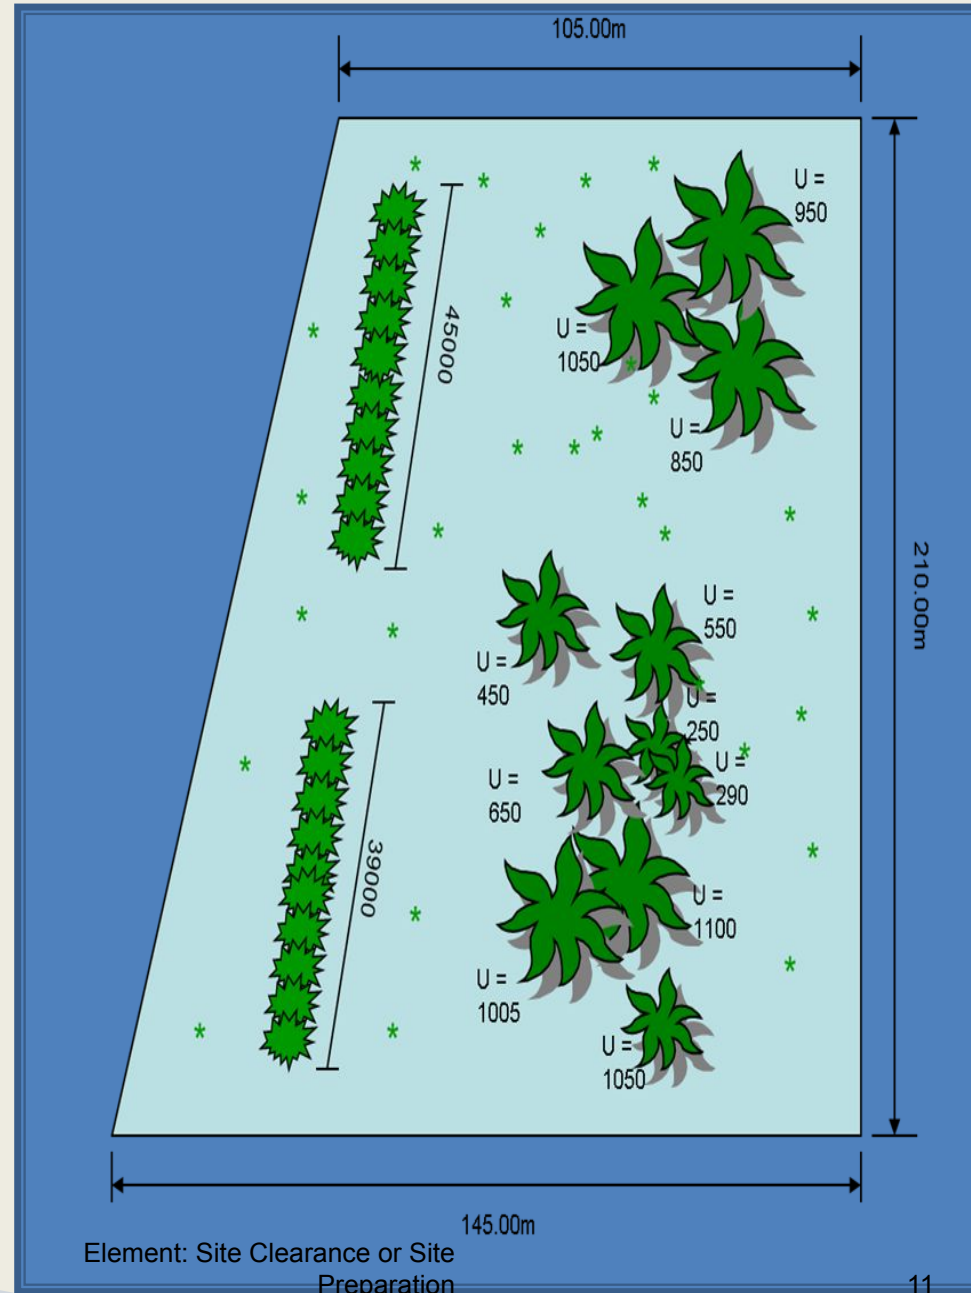 105.00m
U =
950
45000
U =
1050
U =
850
210.00m
U =
550
U =
450
U =
250
U =
290
U =
650
39000
U =
1100
U =
1005
U =
1050
145.00m
Element: Site Clearance or Site
Preparation
11